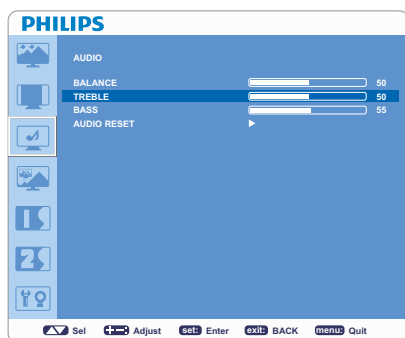 PHILIPS
AUDIO
BALANCE 50
TREBLE 50
BASS 55
AUDIO RESET
Sel Adjust set: Enter exit: BACK menu: Quit